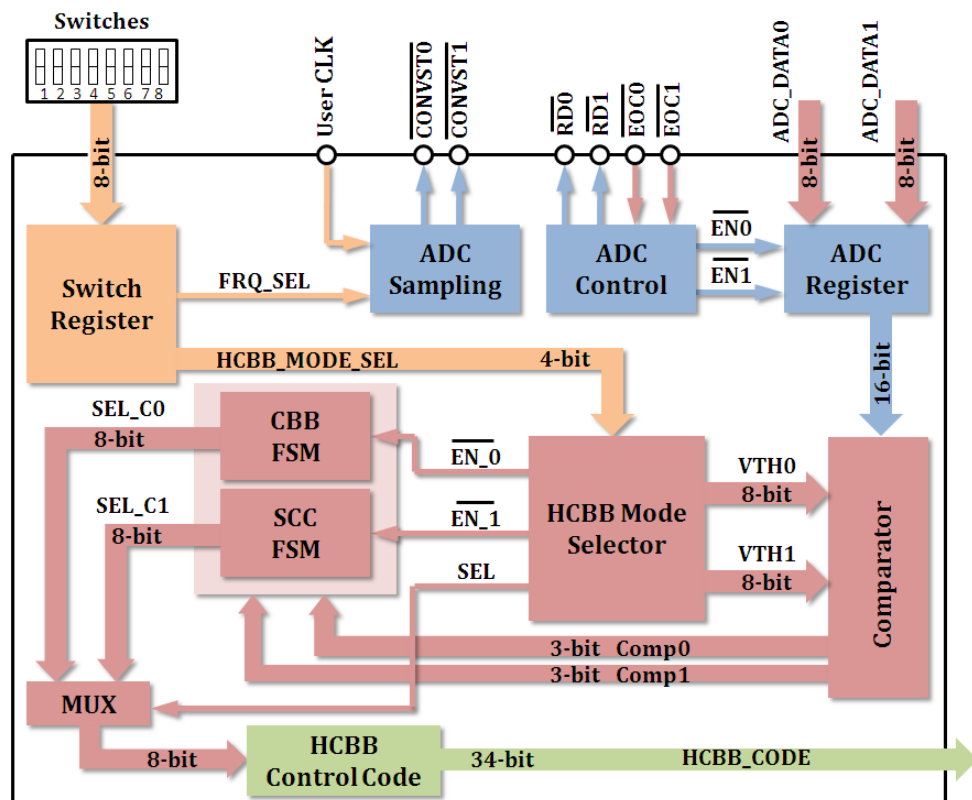 Switches
1 2 3 4 5 6 7 8
User CLK
CONVST0
CONVST1
RD0
RD1
EOC0
EOC1
ADC_DATA0
ADC_DATA1
8-bit
8-bit
8-bit
Switch
Register
FRQ_SEL
ADC
Sampling
ADC
Control
EN0
EN1
ADC
Register
HCBB_MODE_SEL
4-bit
16-bit
SEL_C0
8-bit
CBB
FSM
EN_0
SEL_C1
8-bit
SCC
FSM
EN_1
SEL
HCBB Mode
Selector
VTH0
8-bit
VTH1
8-bit
Comparator
3-bit Comp0
3-bit Comp1
MUX
8-bit
HCBB
Control Code
34-bit
HCBB_CODE